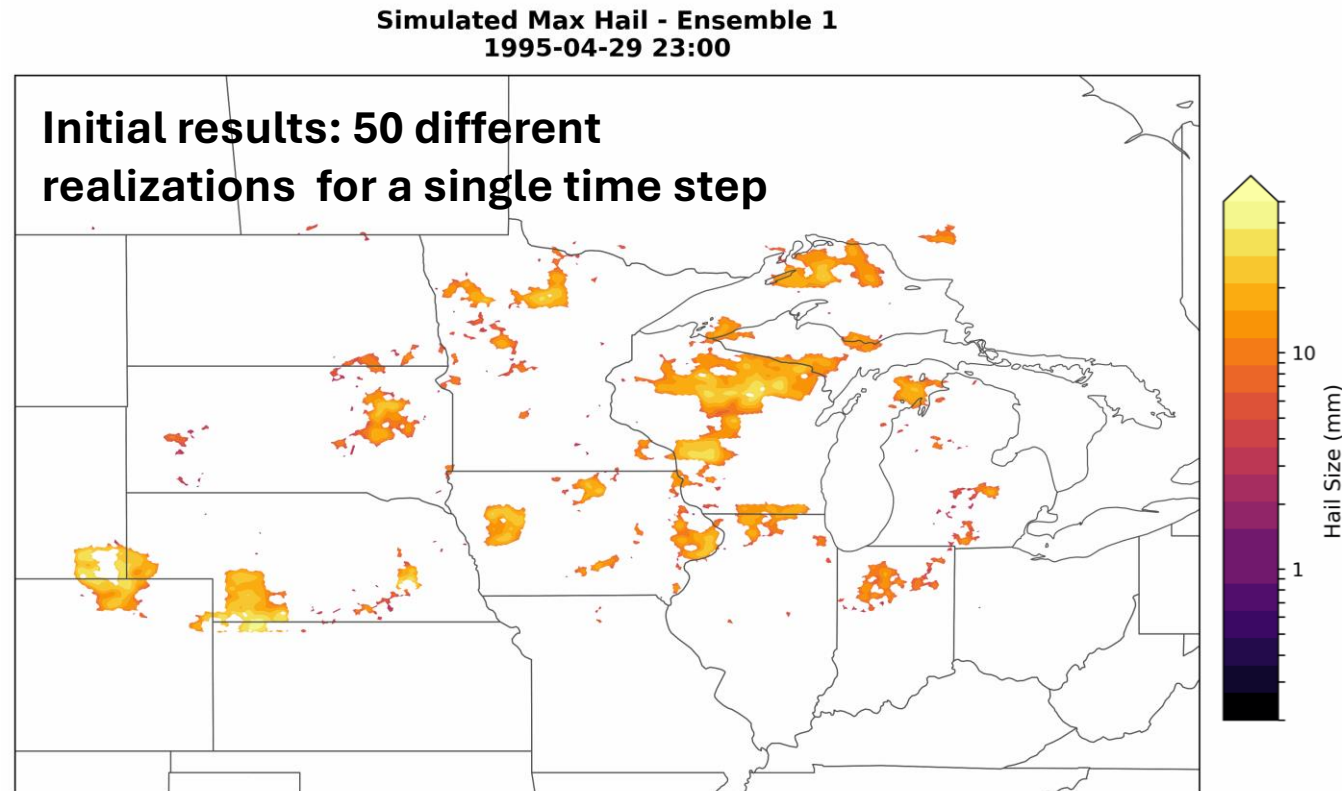 Simulated Max Hail - Ensemble 1
1995-04-29 23:00
Initial results: 50 different
realizations  for a single time step
10
1
Hail Size (mm)